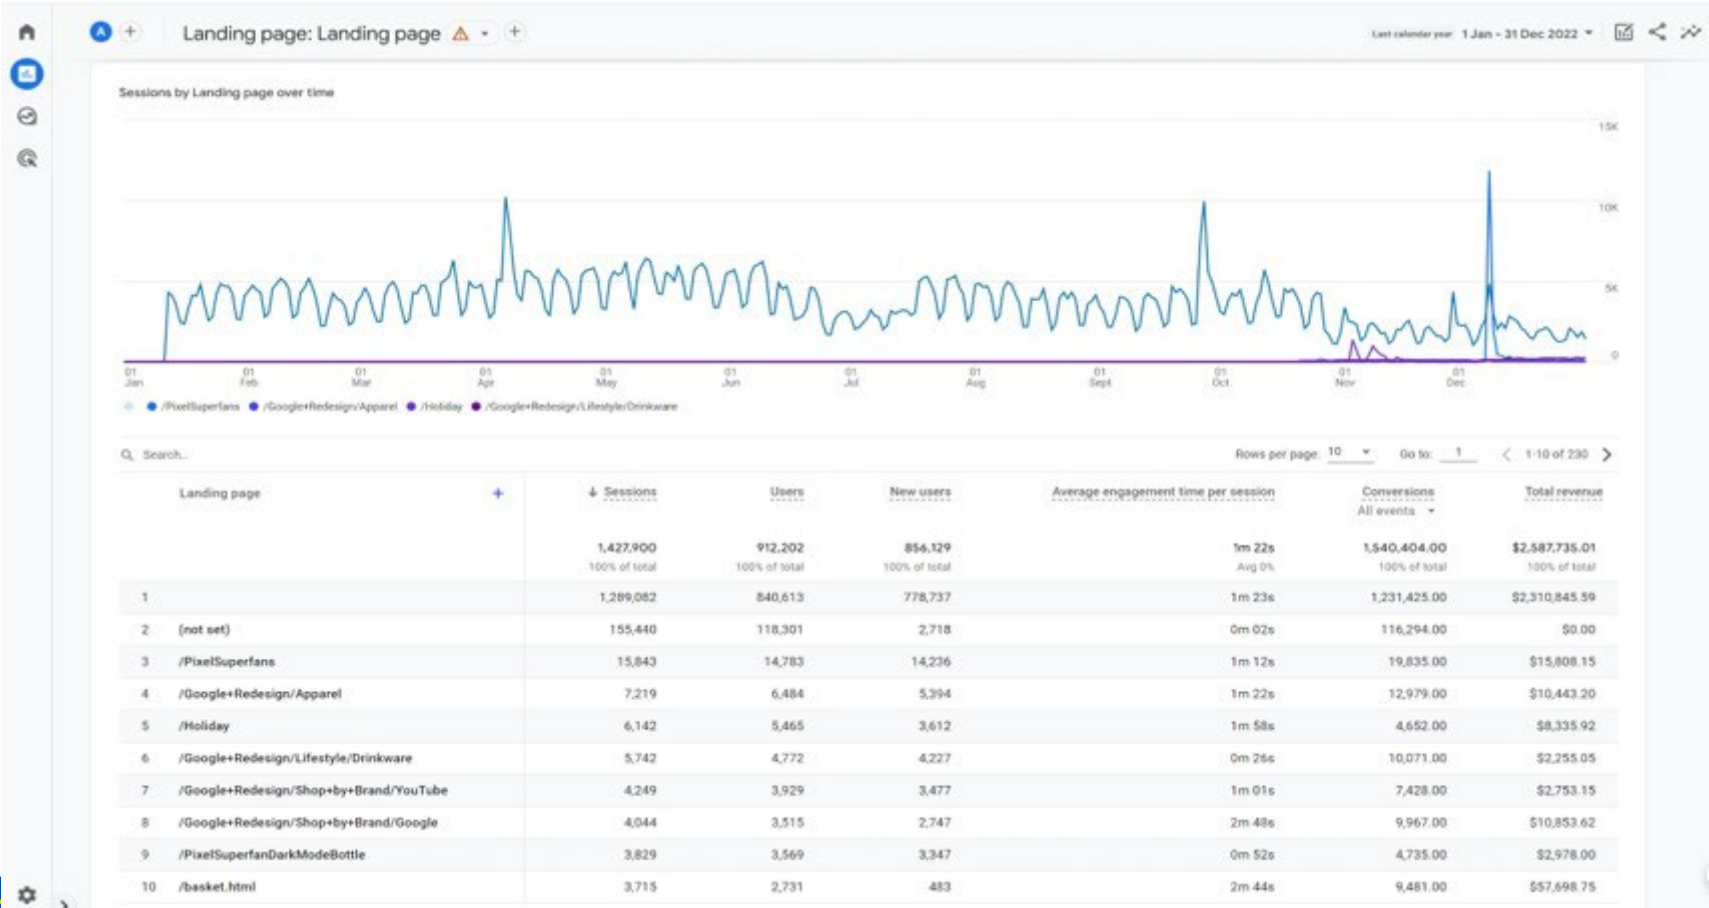 A + Landing page: Landing page + Last calendar year 1 Jan - 31 Dec 2022
Sessions by Landing page over time
15K
10K
5K
0
01 01 01 01 01 01 01 01 01 01 01 01
Jan Feb Mar Apr May Jun Jul Aug Sept Oct Nov Dec
/PixelSuperfans /Google+Redesign/Apparel /Holiday /Google+Redesign/Lifestyle/Drinkware
Search.. Rows per page: 10 Go to: 1 1-10 of 230
Landing page + Sessions Users New users Average engagement time per session Conversions Total revenue
All events
1,427,900 912,202 856,129 1m 22s 1,540,404.00 $2,587,735.01
100% of total 100% of total 100% of total Avg 0% 100% of total 100% of total
1 1,289,082 840,613 778,737 1m 23s 1,231,425.00 $2,310,845.59
2 (not set) 155,440 118,301 2,718 0m 02s 116,294.00 $0.00
3 /PixelSuperfans 15,843 14,783 14,236 1m 12s 19,835.00 $15,808.15
4 /Google+Redesign/Apparel 7,219 6,484 5,394 1m 22s 12,979.00 $10,443.20
5 /Holiday 6,142 5,465 3,612 1m 58s 4,652.00 $8,335.92
6 /Google+Redesign/Lifestyle/Drinkware 5,742 4,772 4,227 0m 26s 10,071.00 $2,255.05
7 /Google+Redesign/Shop+by+Brand/YouTube 4,249 3,929 3,477 1m 01s 7,428.00 $2,753.15
8 /Google+Redesign/Shop+by+Brand/Google 4,044 3,515 2,747 2m 48s 9,967.00 $10,853.62
9 /PixelSuperfanDarkModeBottle 3,829 3,569 3,347 0m 52s 4,735.00 $2,978.00
10 /basket.html 3,715 2,731 483 2m 44s 9,481.00 $57,698.75